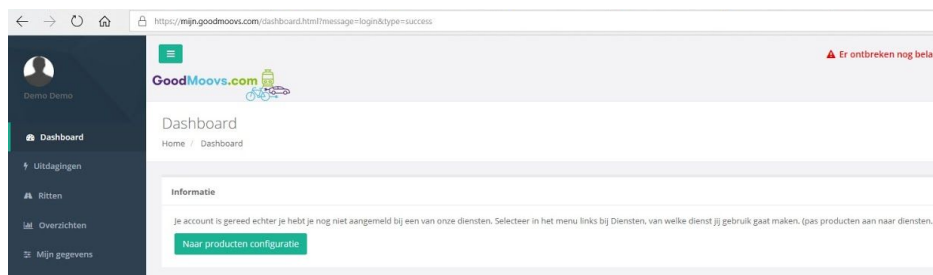 https://mijn.goodmoovs.com/dashboard.html?message=login&type=success
Er ontbreken nog bela
GoodMoovs.com
Demo Demo
Dashboard
Home / Dashboard
Dashboard
Uitdagingen
Ritten
Overzichten
Mijn gegevens
Informatie
Je account is gereed echter je hebt je nog niet aangemeld bij een van onze diensten. Selecteer in het menu links bij Diensten, van welke dienst jij gebruik gaat maken. (pas producten aan naar diensten.
Naar producten configuratie